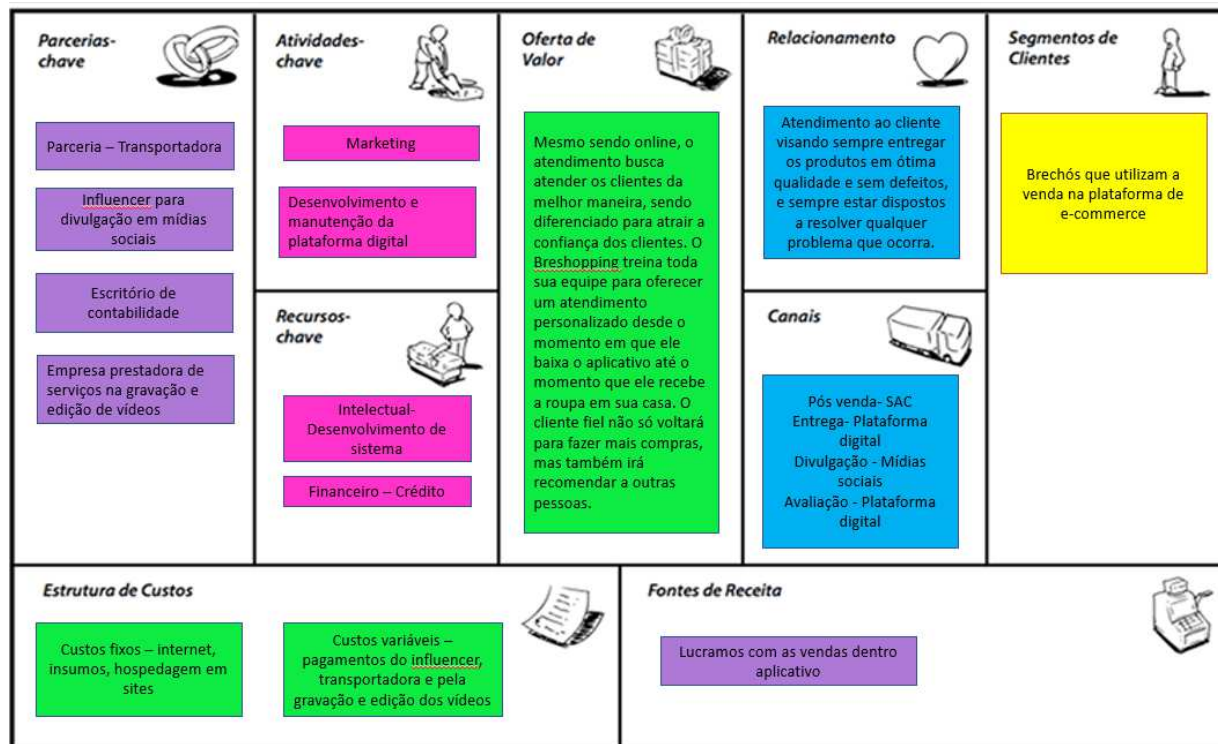 Parcerias-
chave
Parceria – Transportadora
Influencer para
divulgação em mídias
sociais
Escritório de
contabilidade
Empresa prestadora de
serviços na gravação e
edição de vídeos
Atividades-
chave
Marketing
Desenvolvimento e
manutenção da
plataforma digital
Recursos-
chave
Intelectual-
Desenvolvimento de
sistema
Financeiro – Crédito
Oferta de
Valor
Mesmo sendo online, o
atendimento busca
atender os clientes da
melhor maneira, sendo
diferenciado para atrair a
confiança dos clientes. O
Breshopping treina toda
sua equipe para oferecer
um atendimento
personalizado desde o
momento em que ele
baixa o aplicativo até o
momento que ele recebe
a roupa em sua casa. O
cliente fiel não só voltará
para fazer mais compras,
mas também irá
recomendar a outras
pessoas.
Relacionamento
Atendimento ao cliente
visando sempre entregar
os produtos em ótima
qualidade e sem defeitos,
e sempre estar dispostos
a resolver qualquer
problema que ocorra.
Canais
Pós venda- SAC
Entrega- Plataforma
digital
Divulgação - Mídias
sociais
Avaliação - Plataforma
digital
Segmentos de
Clientes
Brechós que utilizam a
venda na plataforma de
e-commerce
Estrutura de Custos
Custos fixos – internet,
insumos, hospedagem em
sites
Custos variáveis –
pagamentos do influencer,
transportadora e pela
gravação e edição dos vídeos
Fontes de Receita
Lucramos com as vendas dentro
aplicativo